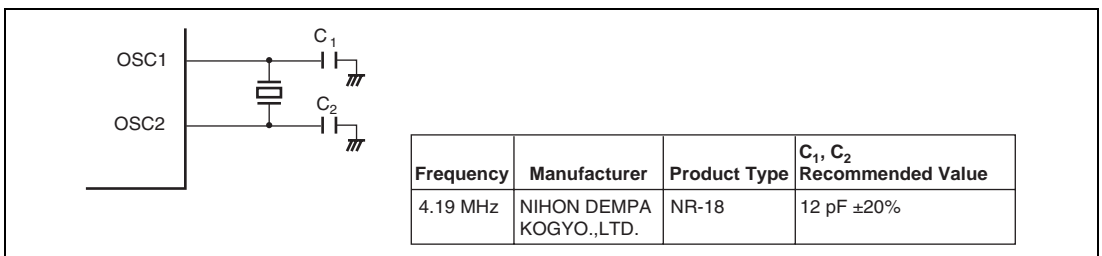 C1
OSC1
C2
OSC2
C1, C2
Frequency Manufacturer Product Type Recommended Value
4.19 MHz NIHON DEMPA NR-18 12 pF ±20%
KOGYO.,LTD.